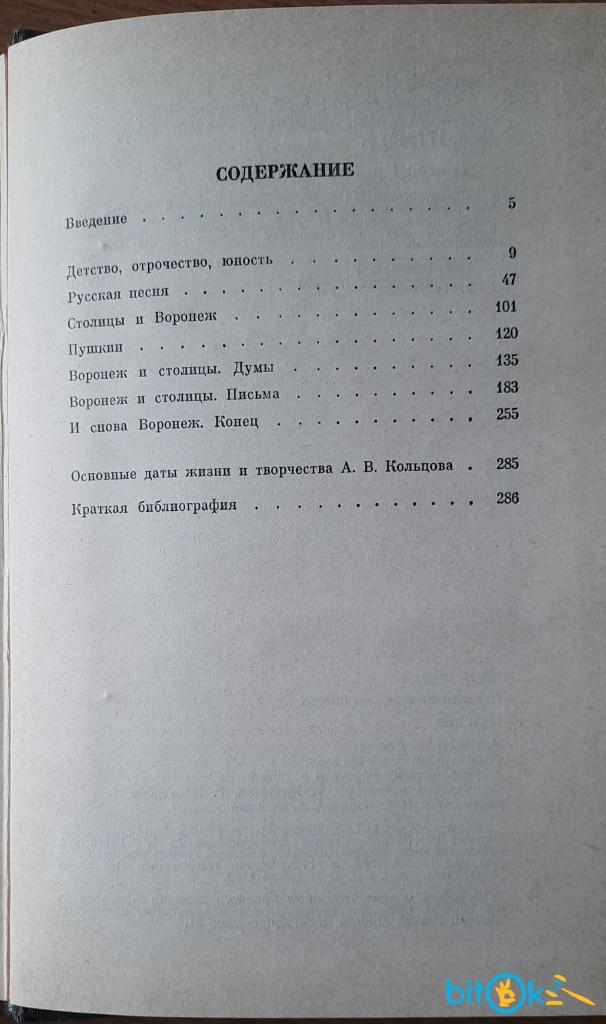 СОДЕРЖАНИЕ
Введение . . . . . . . . . . . . . . . . . . 5
Детство, отрочество, юность . . . . . . . . . . 9
Русская песня . . . . . . . . . . . . . . . . 47
Столицы и Воронеж . . . . . . . . . . . . . 101
Пушкин . . . . . . . . . . . . . . . . . . 120
Воронеж и столицы. Думы . . . . . . . . . . 135
Воронеж и столицы. Письма . . . . . . . . . . 183
И снова Воронеж. Конец . . . . . . . . . . . 255
Основные даты жизни и творчества А. В. Кольцова . 285
Краткая библиография . . . . . . . . . . . . 286